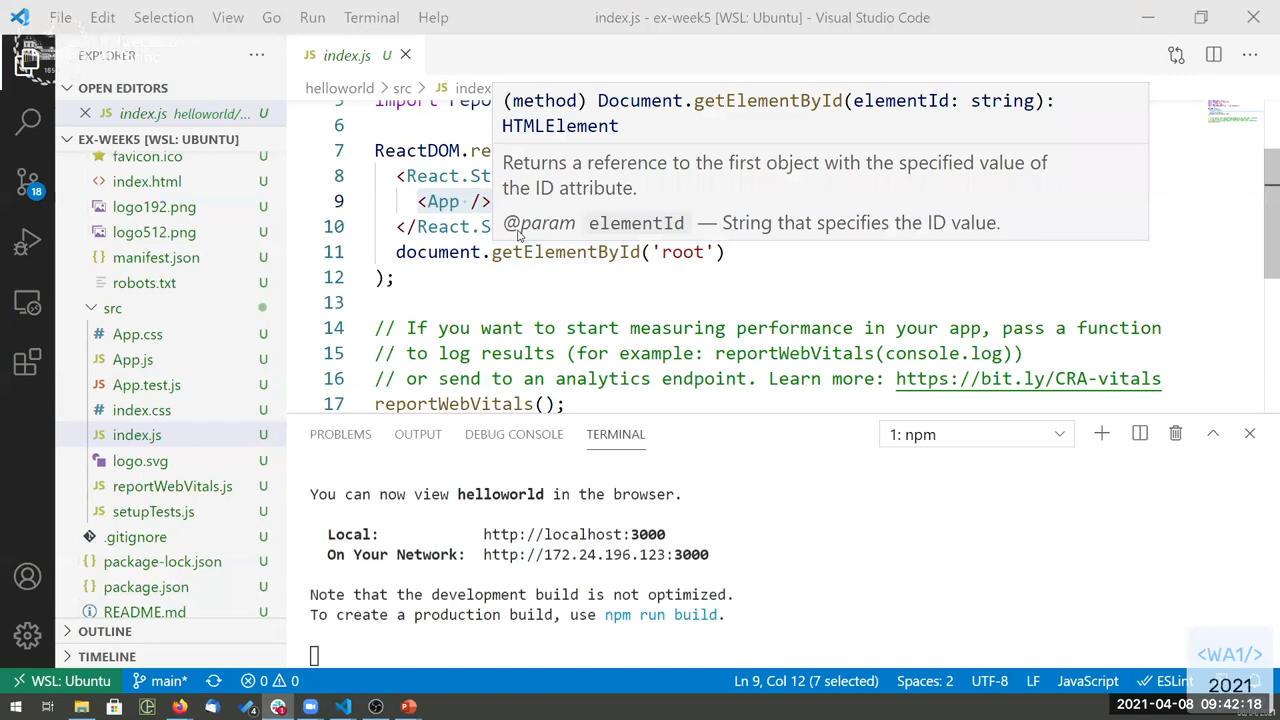 File Edit Selection View Go Run Terminal Help index.js - ex-week5 [WSL: Ubuntu] - Visual Studio Code
EXPLORER
JS index.js U
OPEN EDITORS
JS index.js helloworld/... U
EX-WEEK5 [WSL: UBUNTU]
favicon.ico U
index.html U
logo192.png U
logo512.png U
manifest.json U
robots.txt U
src
App.css U
App.js U
App.test.js U
index.css U
index.js U
logo.svg U
reportWebVitals.js U
setupTests.js U
.gitignore U
package-lock.json U
package.json U
README.md U
OUTLINE
TIMELINE
18
helloworld > src > JS index
(method) Document.getElementById(elementId: string):
HTMLElement
Returns a reference to the first object with the specified value of
the ID attribute.
@param elementId — String that specifies the ID value.
6
7 ReactDOM.re
8 <React.St
9 <App />
10 </React.S
11 document.getElementById('root')
12 );
13
14 // If you want to start measuring performance in your app, pass a function
15 // to log results (for example: reportWebVitals(console.log))
16 // or send to an analytics endpoint. Learn more: https://bit.ly/CRA-vitals
17 reportWebVitals();
PROBLEMS OUTPUT DEBUG CONSOLE TERMINAL 1: npm
You can now view helloworld in the browser.
Local: http://localhost:3000
On Your Network: http://172.24.196.123:3000
Note that the development build is not optimized.
To create a production build, use npm run build.
<WA1/>
2021
WSL: Ubuntu main* 0 0 Ln 9, Col 12 (7 selected) Spaces: 2 UTF-8 LF JavaScript ESLint
2021-04-08 09:42:18